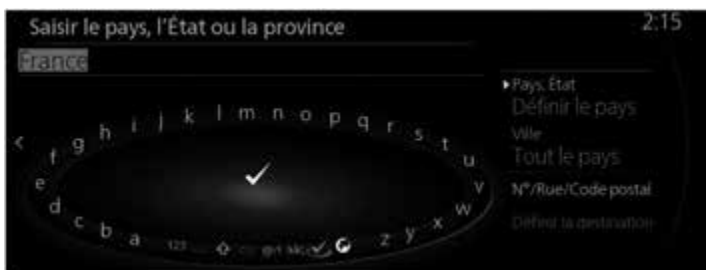 Saisir le pays, l'État ou la province
2:15
France
Pays, État
Définir le pays
Ville
Tout le pays
N°/Rue/Code postal
Définir la destination
< a b c d e f g h i j k l m n o p q r s t u v w x y z
123